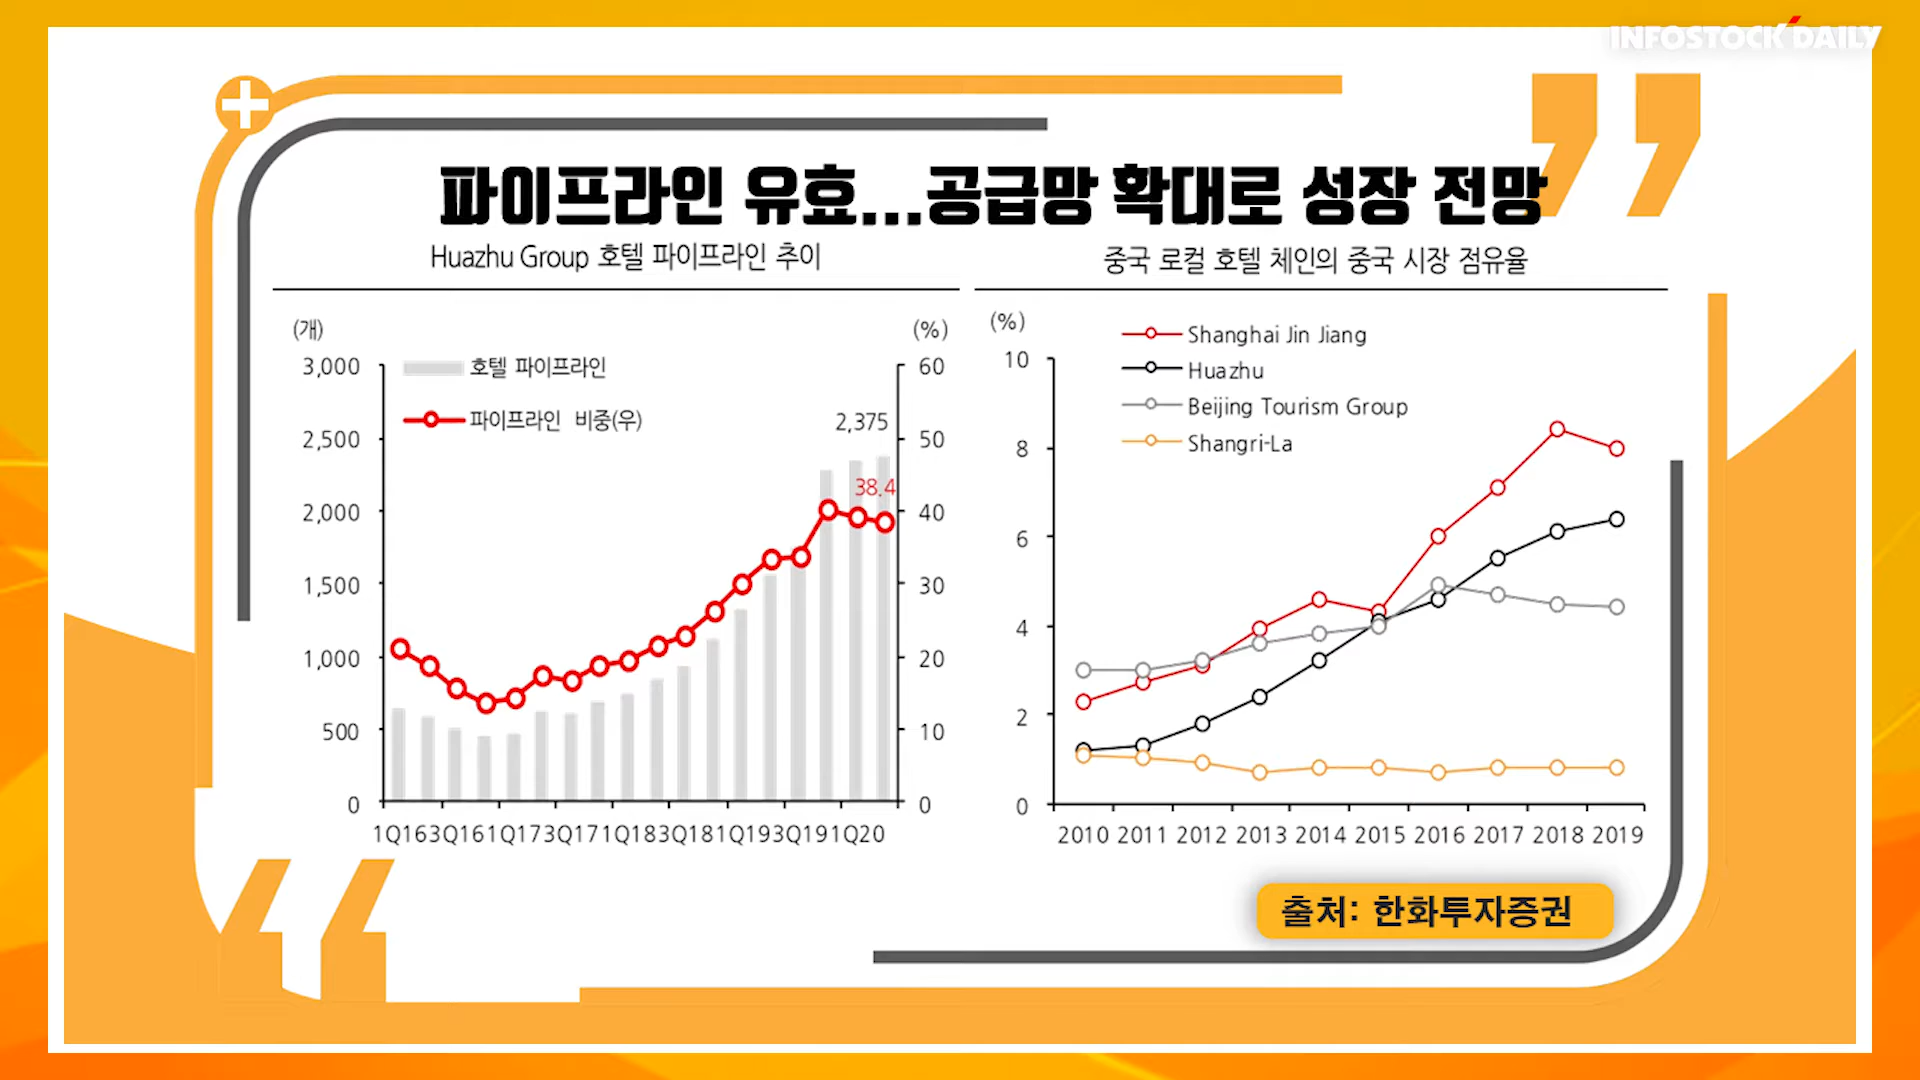 INFOSTOCK DAILY
파이프라인 유효...공급망 확대로 성장 전망
Huazhu Group 호텔 파이프라인 추이
(개)
(%)
호텔 파이프라인
파이프라인 비중(우)
3,000
2,500
2,000
1,500
1,000
500
0
60
50
40
30
20
10
0
2,375
38.4
1Q16 3Q16 1Q17 3Q17 1Q18 3Q18 1Q19 3Q19 1Q20
중국 로컬 호텔 체인의 중국 시장 점유율
(%)
Shanghai Jin Jiang
Huazhu
Beijing Tourism Group
Shangri-La
10
8
6
4
2
0
2010 2011 2012 2013 2014 2015 2016 2017 2018 2019
출처: 한화투자증권